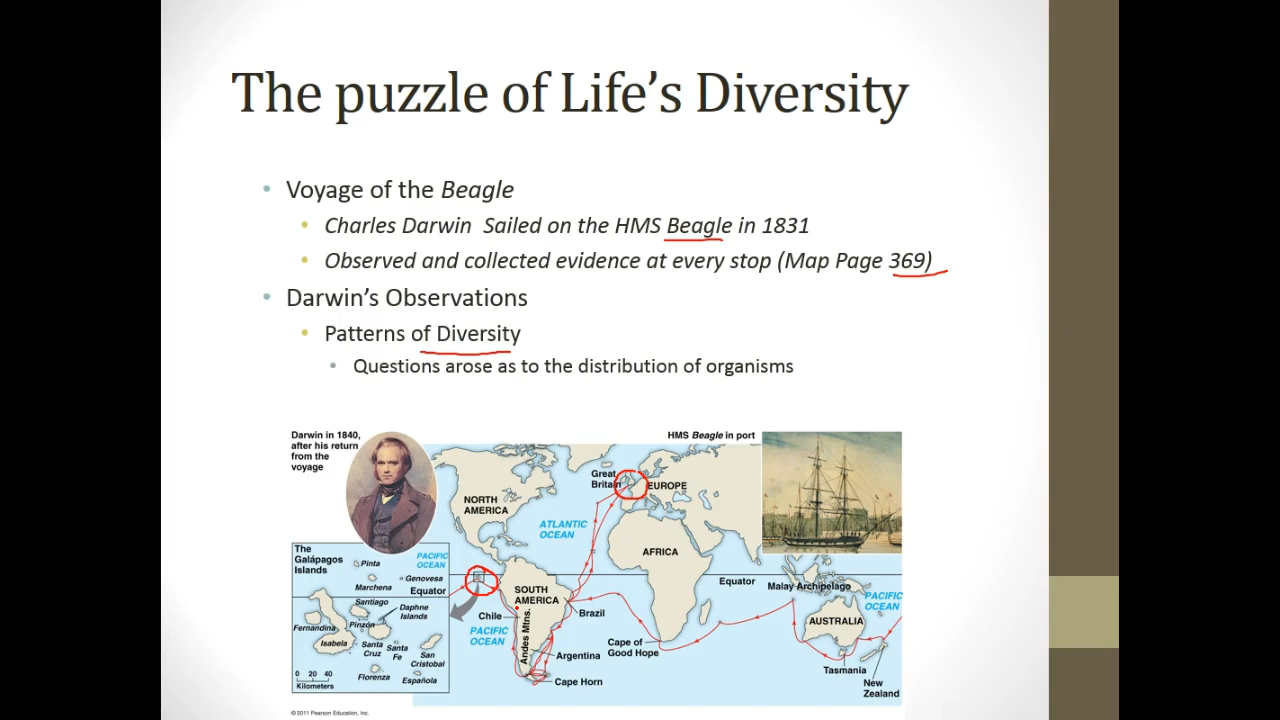 The puzzle of Life's Diversity
• Voyage of the Beagle
• Charles Darwin  Sailed on the HMS Beagle in 1831
• Observed and collected evidence at every stop (Map Page 369)
• Darwin's Observations
• Patterns of Diversity
• Questions arose as to the distribution of organisms
Darwin in 1840,
after his return
from the
voyage
HMS Beagle in port
Great
Britain
EUROPE
NORTH
AMERICA
ATLANTIC
OCEAN
AFRICA
The
Galápagos
Islands
PACIFIC
OCEAN
Pinta
Genovesa
Marchena
Equator
Santiago
Daphne
Islands
Fernandina
Pinzón
Isabela
Santa
Cruz
Santa
Fe
San
Cristobal
Florenza
Española
0 20 40
Kilometers
SOUTH
AMERICA
Chile
Brazil
PACIFIC
OCEAN
Andes Mtns.
Argentina
Cape Horn
Cape of
Good Hope
Equator
Malay Archipelago
PACIFIC
OCEAN
AUSTRALIA
Tasmania
New
Zealand
© 2011 Pearson Education, Inc.